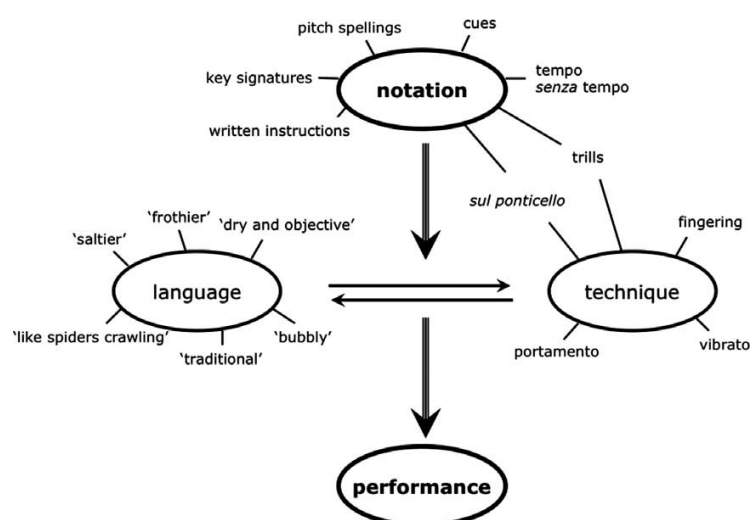 pitch spellings
cues
key signatures
notation
tempo
senza tempo
written instructions
trills
sul ponticello
‘frothier’
‘dry and objective’
‘saltier’
fingering
language
technique
‘like spiders crawling’
‘bubbly’
‘traditional’
portamento
vibrato
performance